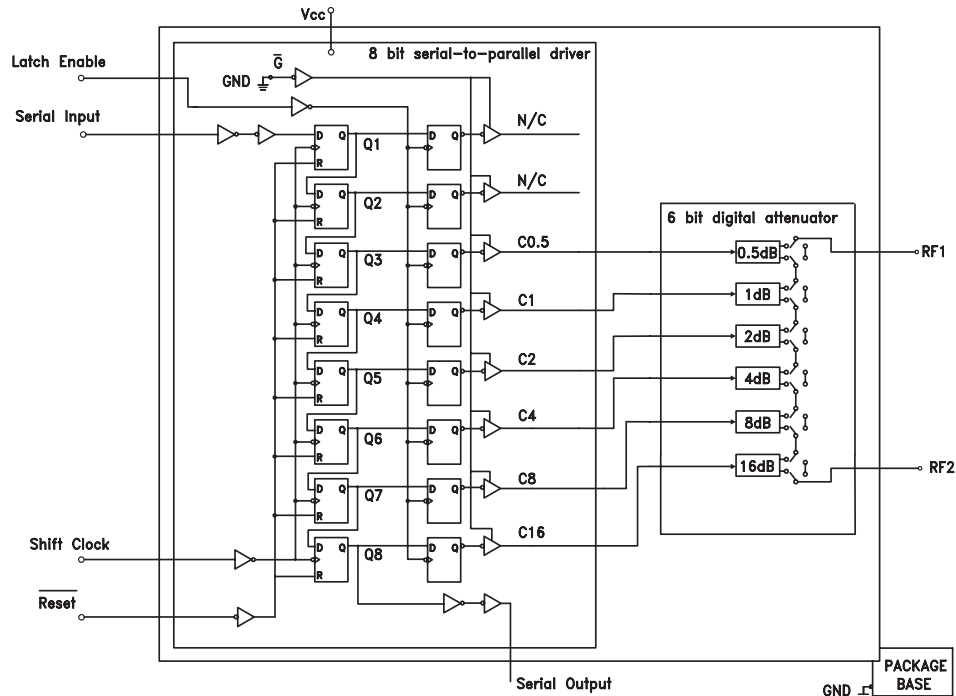 Vcc
8 bit serial-to-parallel driver
Latch Enable
G
GND
Serial Input
D Q
R
Q1
D Q
N/C
D Q
R
Q2
D Q
N/C
D Q
R
Q3
D Q
C0.5
D Q
R
Q4
D Q
C1
D Q
R
Q5
D Q
C2
D Q
R
Q6
D Q
C4
D Q
R
Q7
D Q
C8
D Q
R
Q8
D Q
C16
6 bit digital attenuator
0.5dB
RF1
1dB
2dB
4dB
8dB
16dB
RF2
Shift Clock
Reset
Serial Output
GND
PACKAGE
BASE